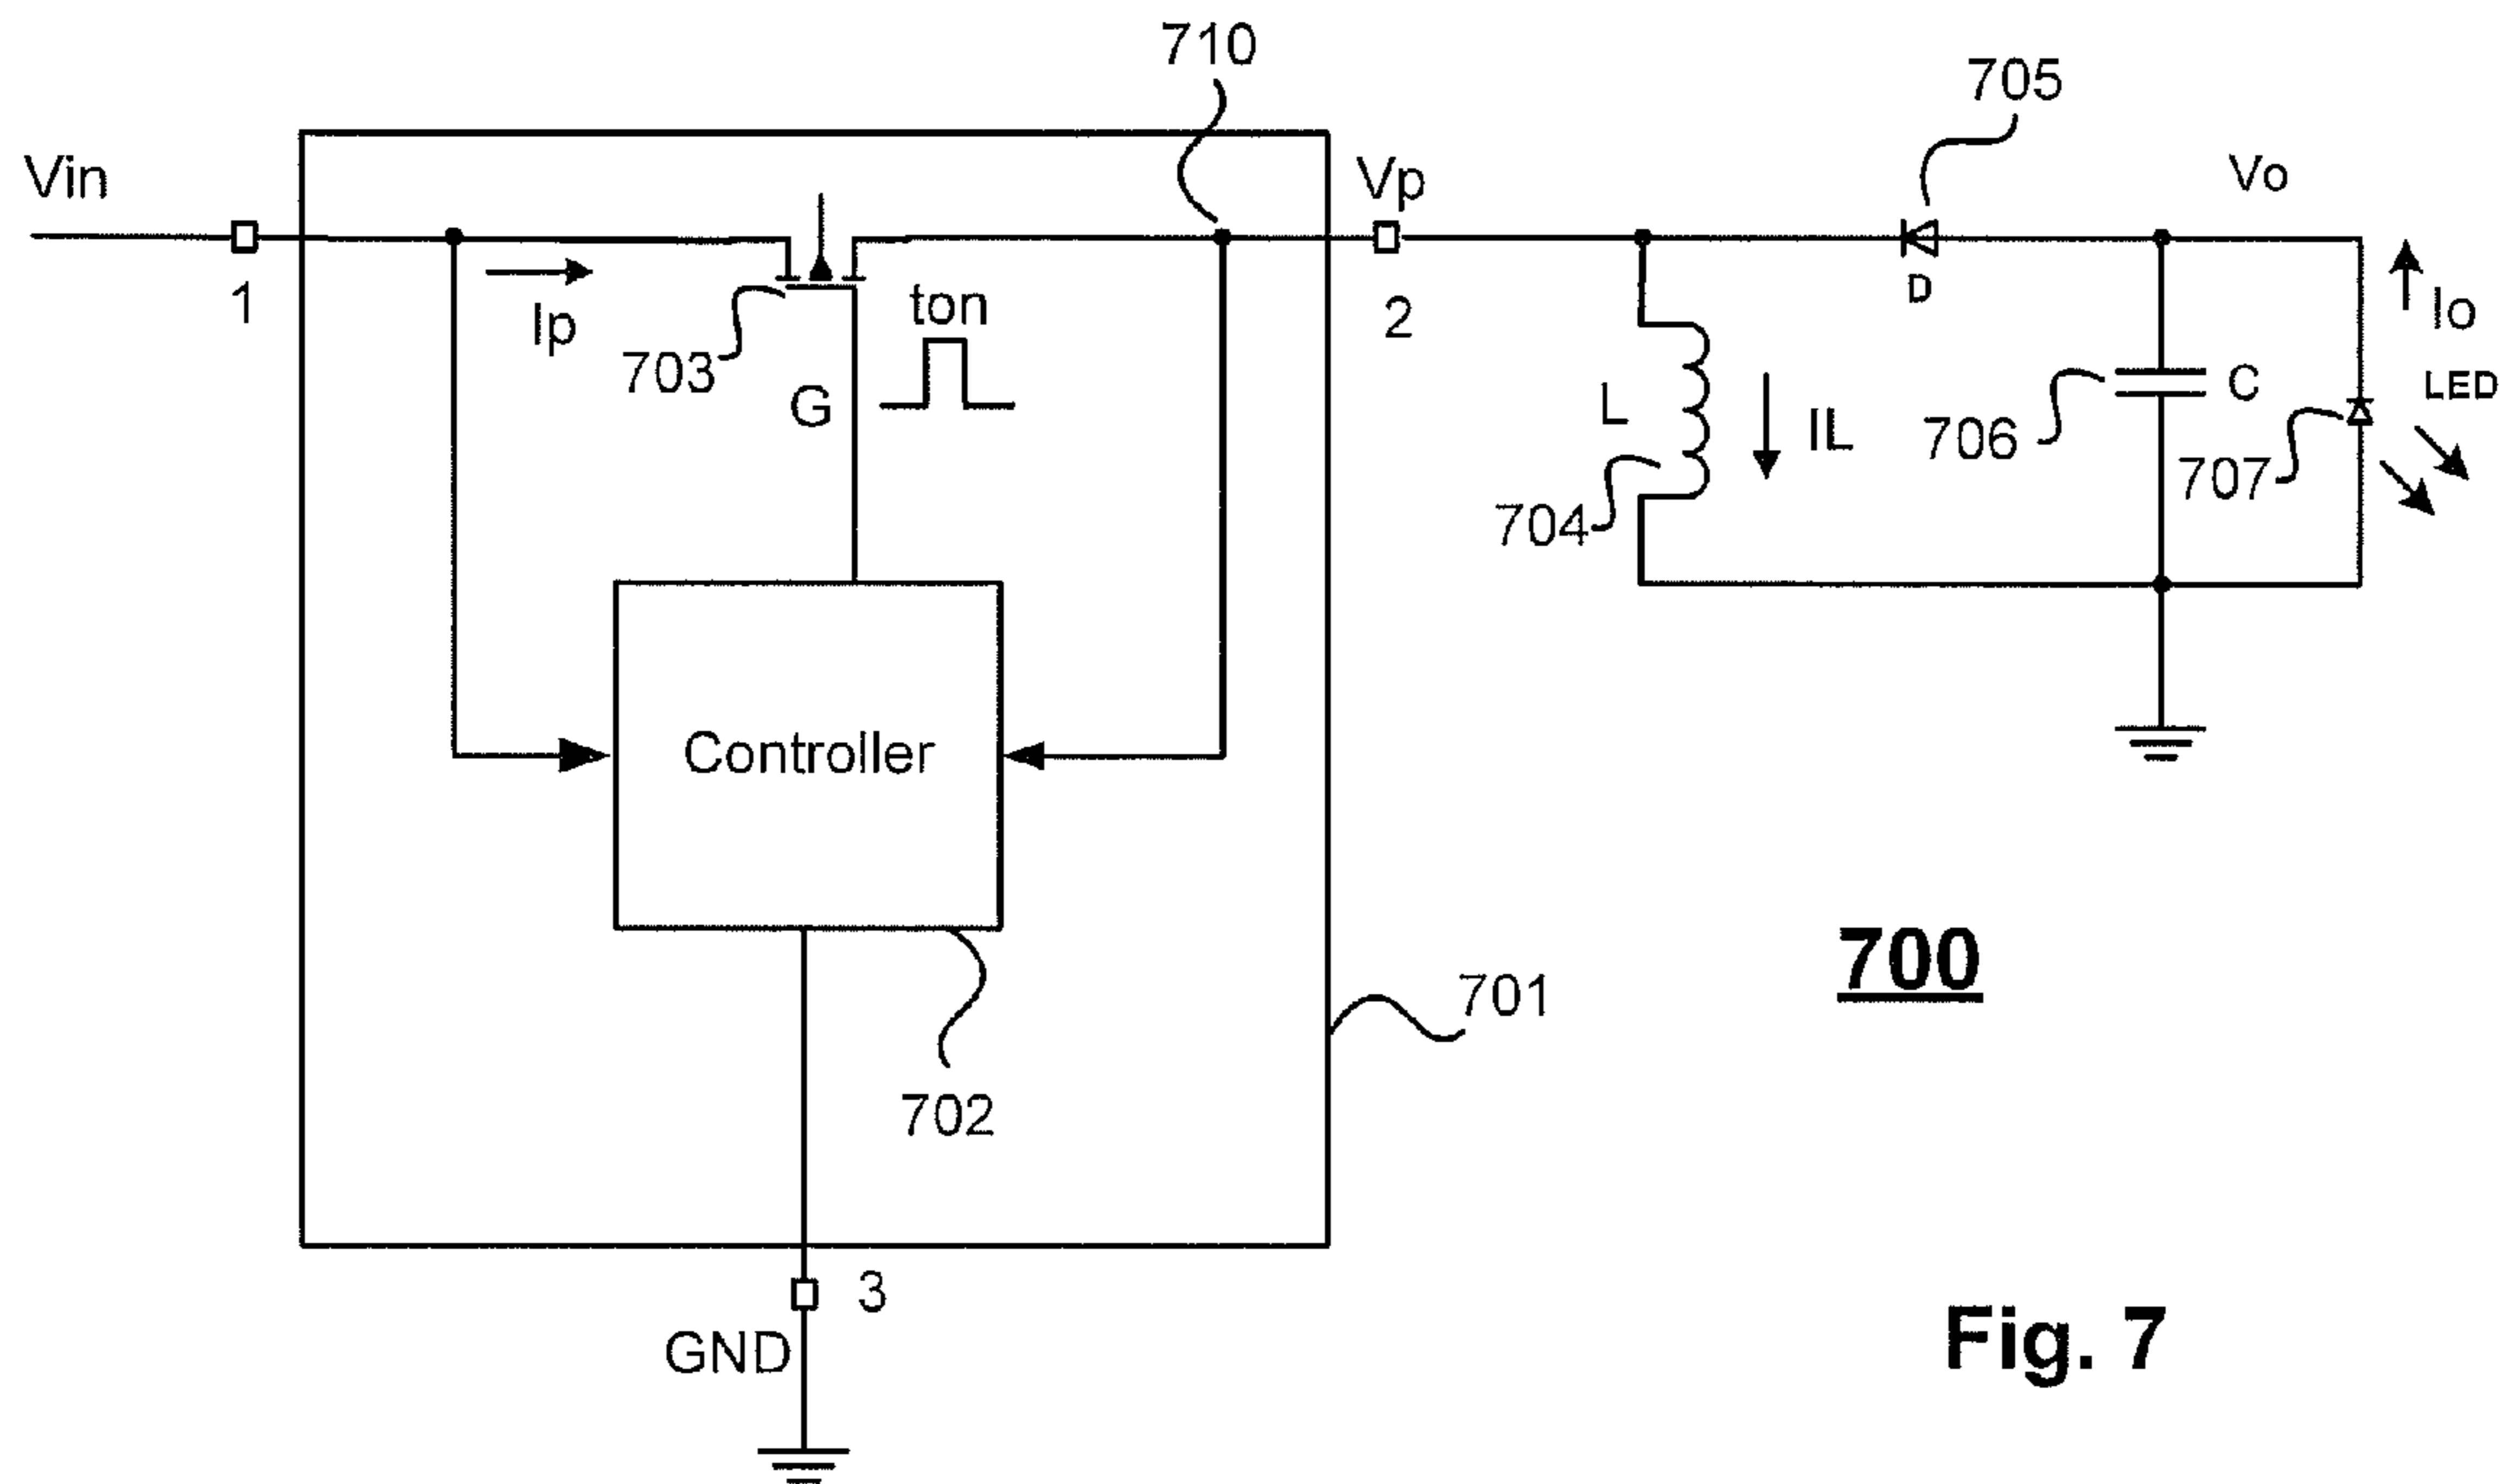 710
705
Vin
Vp
Vo
1
Ip
703
ton
G
2
D
Io
LED
L
IL
C
706
707
704
Controller
700
701
702
3
GND
Fig. 7